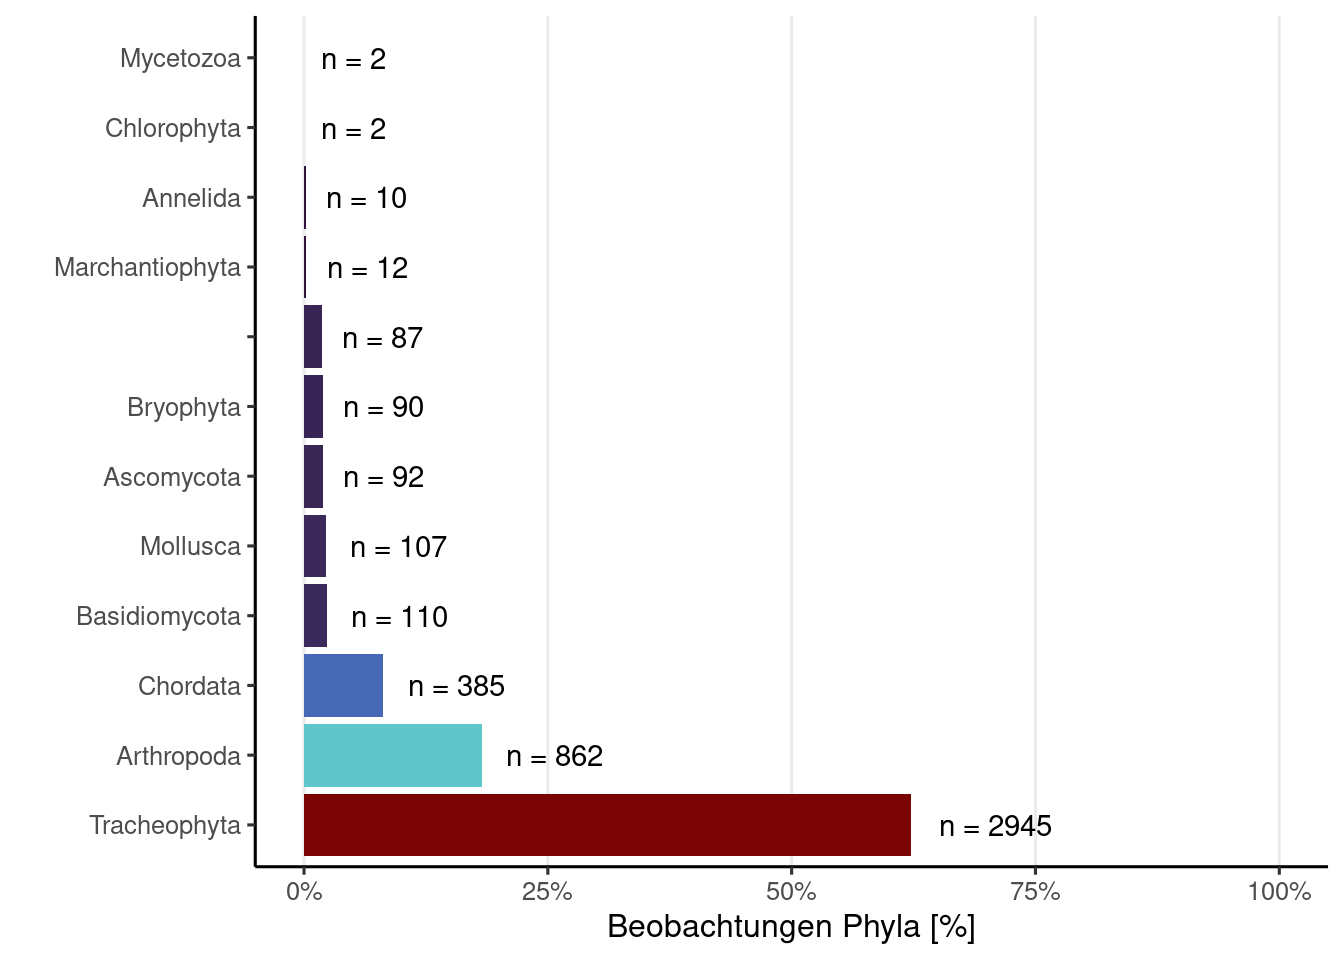 Mycetozoa n = 2
Chlorophyta n = 2
Annelida n = 10
Marchantiophyta n = 12
n = 87
Bryophyta n = 90
Ascomycota n = 92
Mollusca n = 107
Basidiomycota n = 110
Chordata n = 385
Arthropoda n = 862
Tracheophyta n = 2945
0% 25% 50% 75% 100%
Beobachtungen Phyla [%]